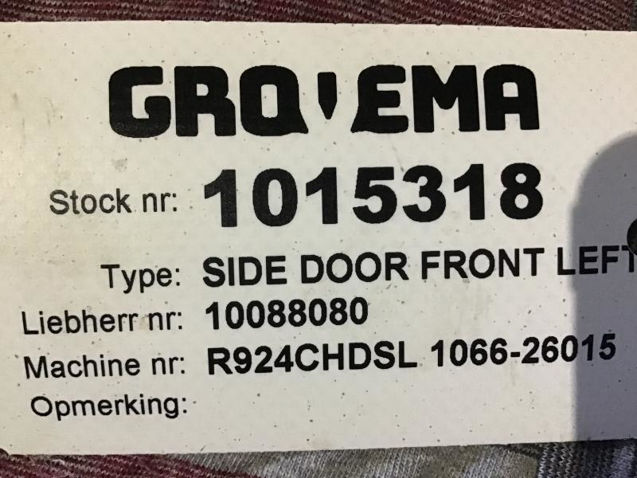 GROVEMA
Stock nr: 1015318
Type: SIDE DOOR FRONT LEFT
Liebherr nr: 10088080
Machine nr: R924CHDSL 1066-26015
Opmerking: